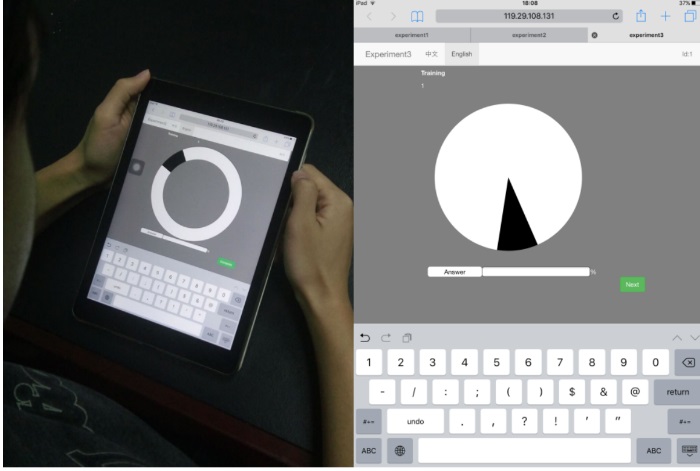 iPad
18:08
37%
119.29.108.131
experiment1
experiment2
experiment3
Experiment3
中文
English
Id:1
Training
1
Answer
%
Next
1 2 3 4 5 6 7 8 9 0
- / : ; ( ) $ & @ return
#+= undo . , ? ! ' " #+=
ABC ABC